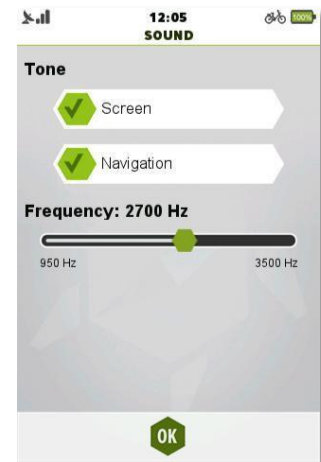 12:05
100%
SOUND
Tone
Screen
Navigation
Frequency: 2700 Hz
950 Hz 3500 Hz
OK